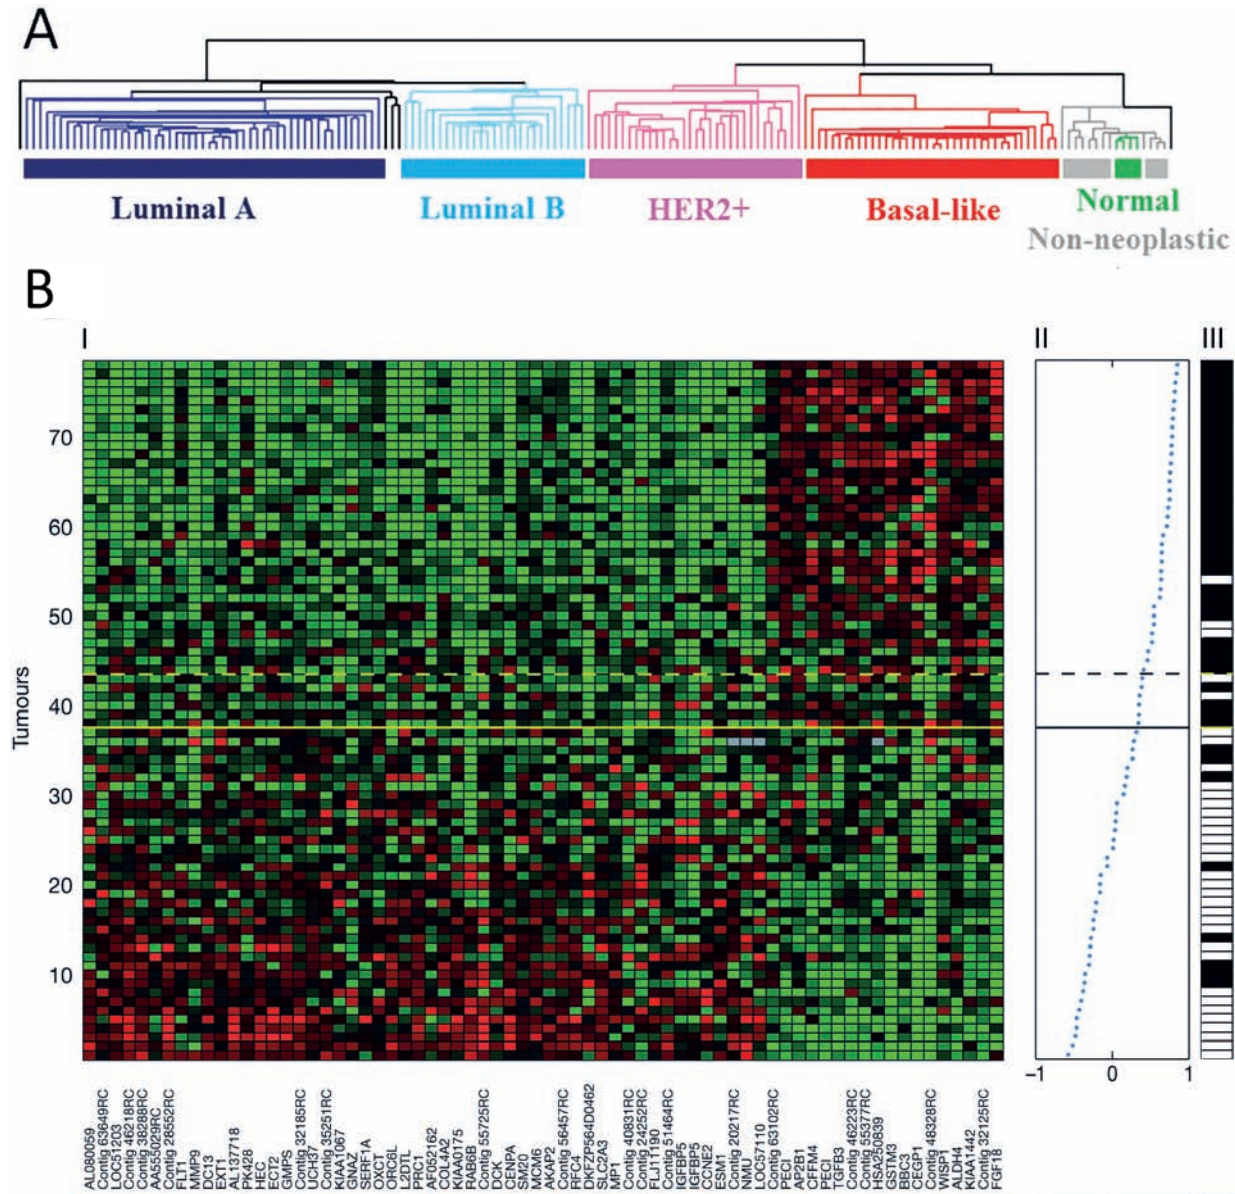 A
Luminal A
Luminal B
HER2+
Basal-like
Normal
Non-neoplastic
B
I
II
III
Tumours
70
60
50
40
30
20
10
-1
0
1
AL080059
Contig 63649RC
LOC51203
Contig 46218RC
Contig 38288RC
AA555029RC
Contig 28552RC
FLT1
MMP9
DC13
EXT1
AL137718
PK428
HEC
ECT2
GMPS
Contig 32185RC
UCH37
Contig 35251RC
KIAA1067
GNAZ
SERF1A
OXCT
ORC6L
L2DTL
PRC1
AF052162
COL4A2
KIAA0175
RAB6B
Contig 55725RC
DCK
CENPA
SM20
MCM6
AKAP2
Contig 56457RC
RFC4
DKFZP564D0462
SLC2A3
MP1
Contig 40831RC
Contig 24252RC
FLJ11190
Contig 51464RC
IGFBP5
IGFBP5
CCNE2
ESM1
Contig 20217RC
NMU
LOC57110
Contig 63102RC
PECI
AP2B1
CFFM4
PECI
TGFB3
Contig 46223RC
Contig 55377RC
HSA250839
GSTM3
BBC3
CEGP1
Contig 48328RC
WISP1
ALDH4
KIAA1442
Contig 32125RC
FGF18